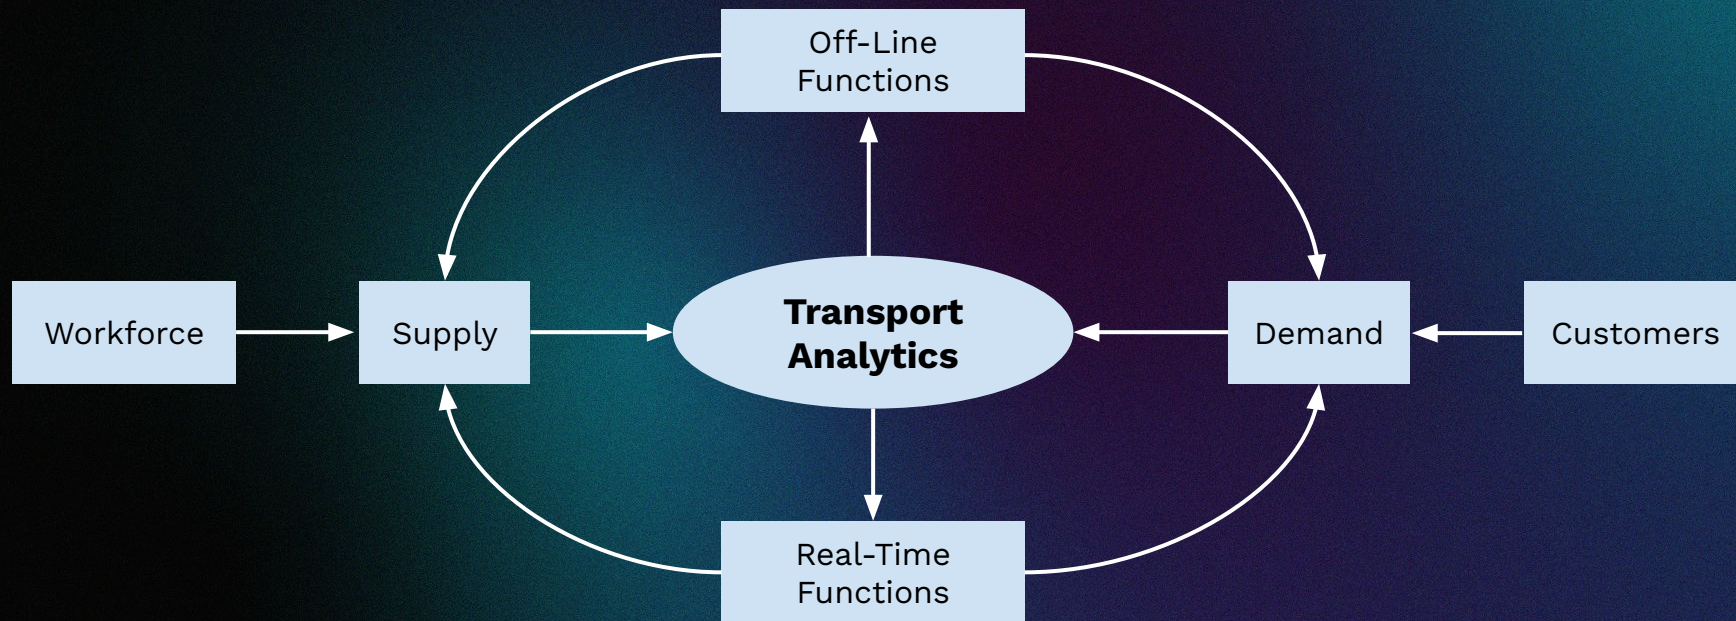 Off-Line
Functions
Workforce
Supply
Transport
Analytics
Demand
Customers
Real-Time
Functions